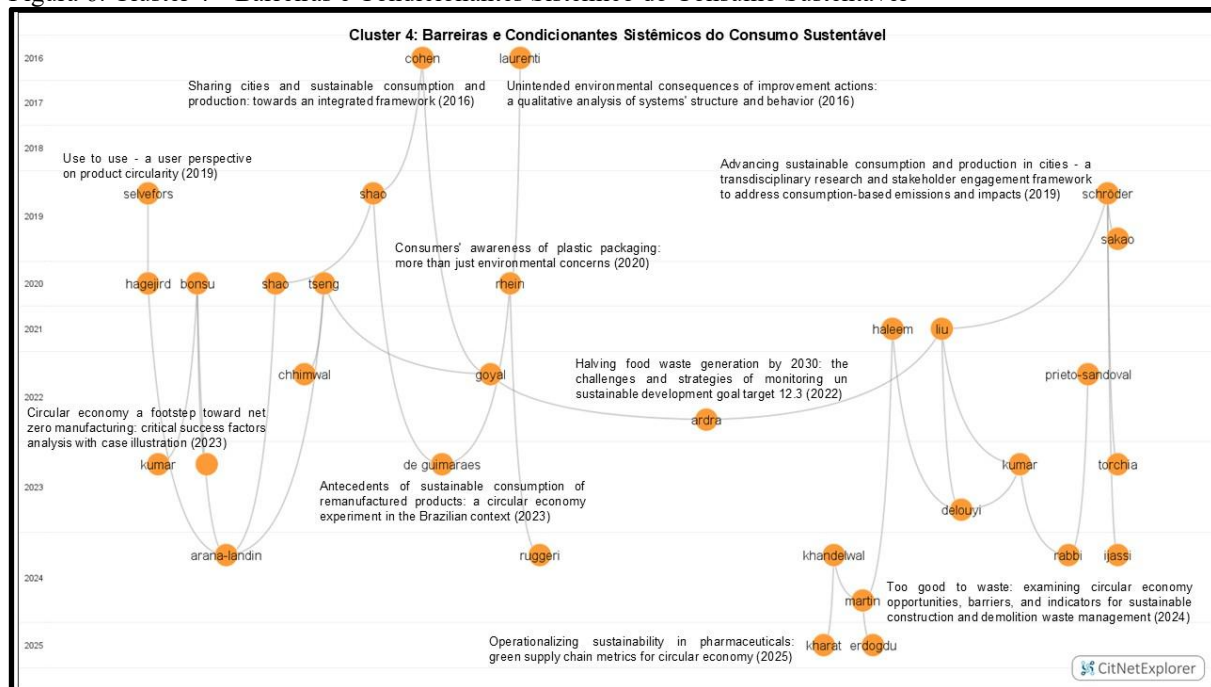 Cluster 4: Barreiras e Condicionantes Sistêmicos do Consumo Sustentável
2016
cohen
laurenti
Sharing cities and sustainable consumption and
production: towards an integrated framework (2016)
Unintended environmental consequences of improvement actions:
a qualitative analysis of systems' structure and behavior (2016)
2017
2018
Use to use - a user perspective
on product circularity (2019)
Advancing sustainable consumption and production in cities - a
transdisciplinary research and stakeholder engagement framework
to address consumption-based emissions and impacts (2019)
selvefors
shao
schröder
2019
sakao
Consumers' awareness of plastic packaging:
more than just environmental concerns (2020)
2020
hagejird
bonsu
shao
tseng
rhein
2021
haleem
liu
Halving food waste generation by 2030: the
challenges and strategies of monitoring un
sustainable development goal target 12.3 (2022)
chhimwal
goyal
prieto-sandoval
2022
ardra
Circular economy a footstep toward net
zero manufacturing: critical success factors
analysis with case illustration (2023)
kumar
de guimaraes
kumar
torchia
2023
Antecedents of sustainable consumption of
remanufactured products: a circular economy
experiment in the Brazilian context (2023)
delouyi
arana-landin
ruggeri
khandelwal
rabbi
ijassi
2024
martin
Too good to waste: examining circular economy
opportunities, barriers, and indicators for sustainable
construction and demolition waste management (2024)
2025
Operationalizing sustainability in pharmaceuticals:
green supply chain metrics for circular economy (2025)
kharat
erdogdu
CitNetExplorer